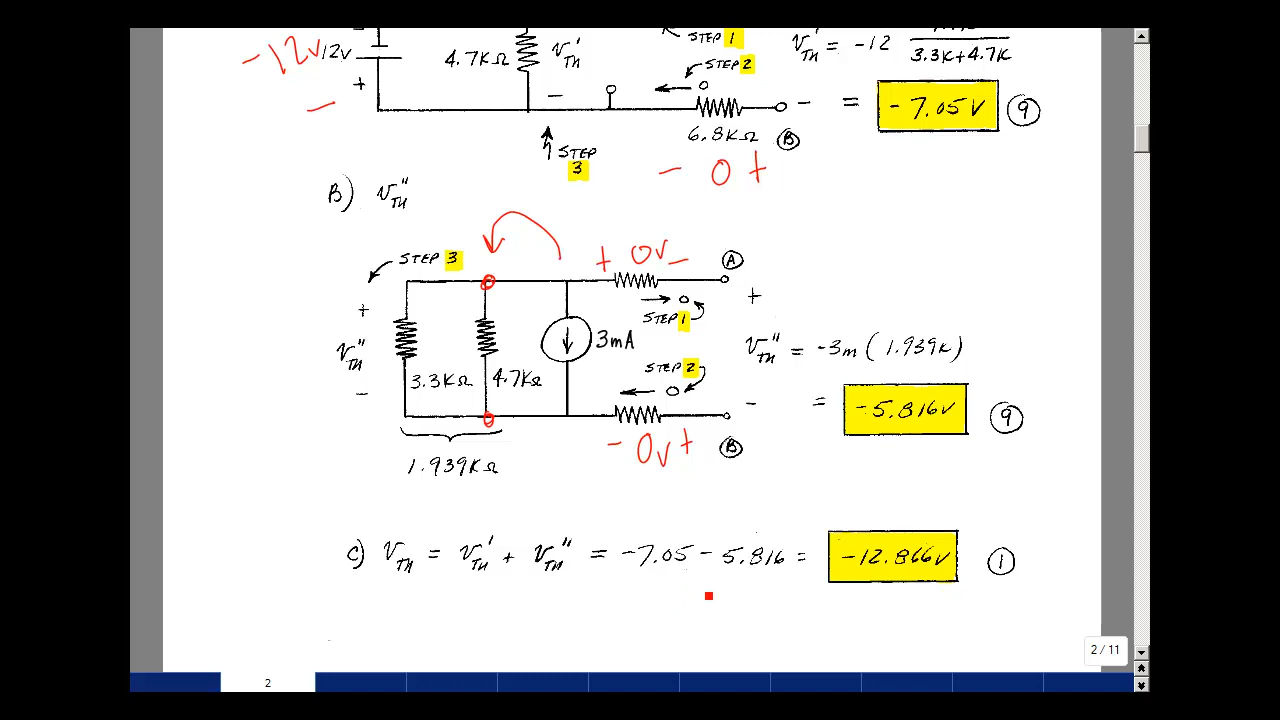 STEP 1
-12V 12V
+
4.7KΩ
V'TH
V'TH = -12
3.3K+4.7K
STEP 2
−
−
= -7.05V 9
6.8KΩ
B
STEP 3
− 0 +
B) V"TH
STEP 3
+ 0V −
A
+
STEP 1
+
V"TH
−
3.3KΩ
4.7KΩ
3mA
V"TH = -3m (1.939K)
STEP 2
−
= -5.816V 9
− 0V +
B
1.939KΩ
C) VTH = V'TH + V"TH = -7.05 - 5.816 = -12.866V 1
2 / 11
2